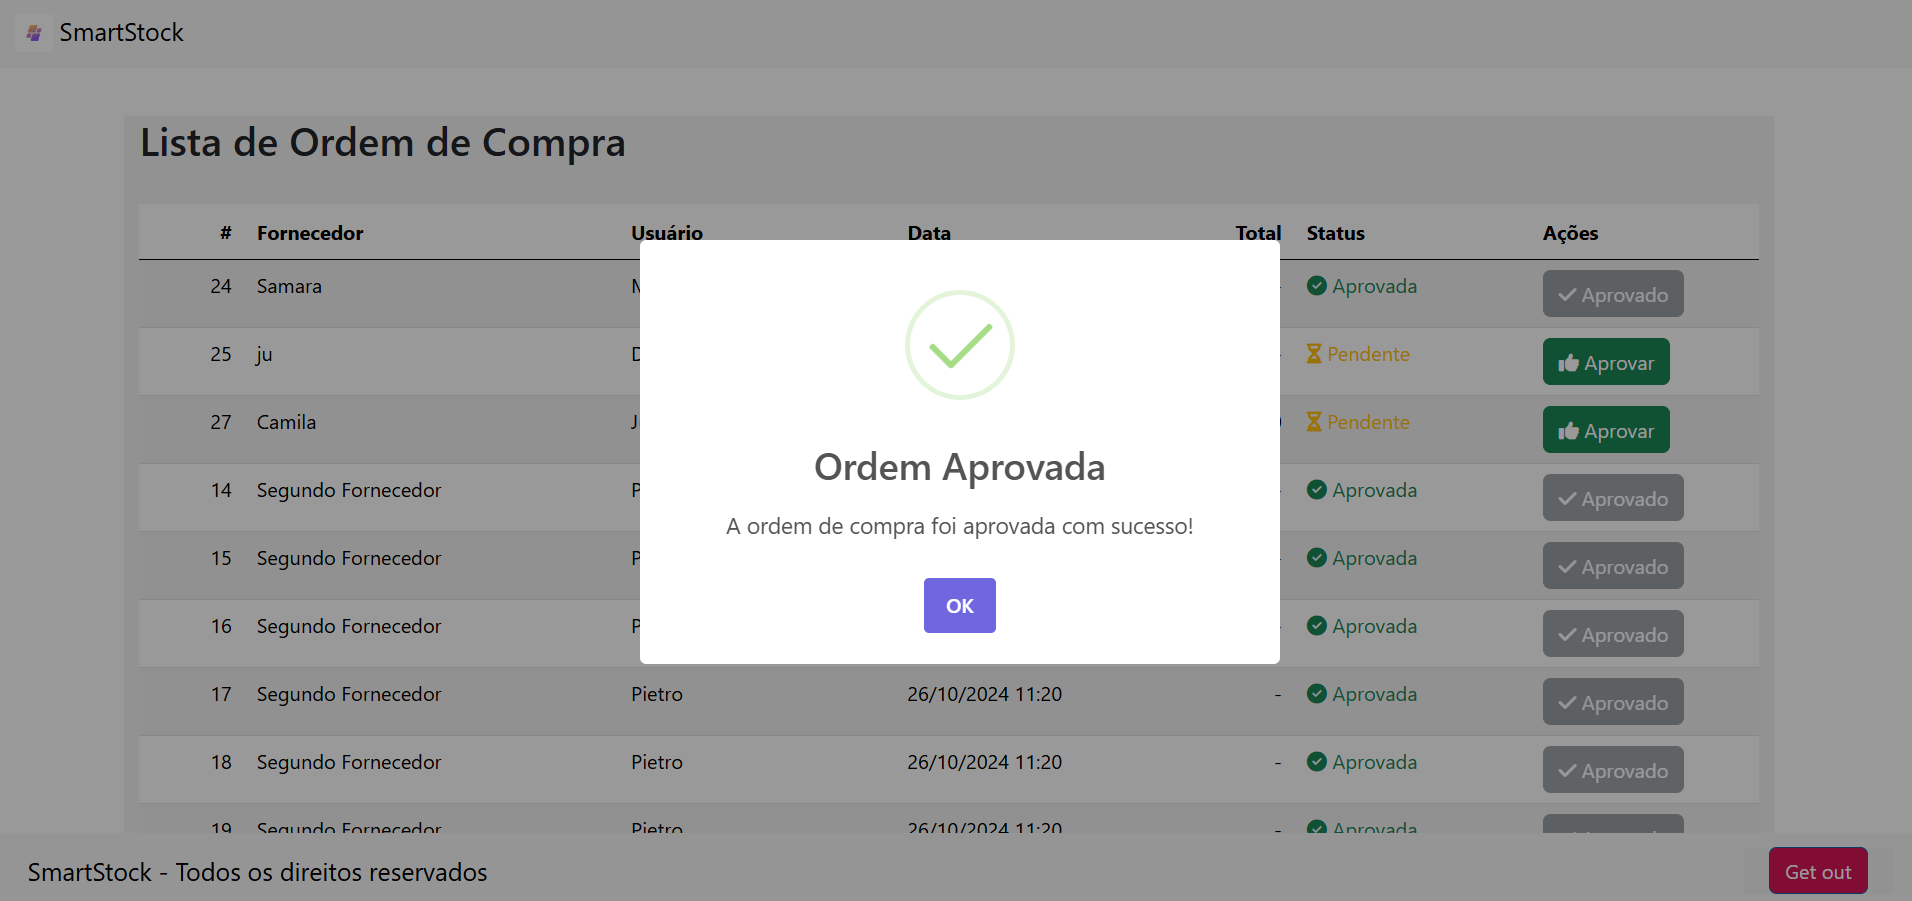 SmartStock
Lista de Ordem de Compra
# Fornecedor Usuário Data Total Status Ações
24 Samara Aprovada Aprovado
25 ju Pendente Aprovar
27 Camila Pendente Aprovar
14 Segundo Fornecedor Aprovada Aprovado
15 Segundo Fornecedor Aprovada Aprovado
16 Segundo Fornecedor Aprovada Aprovado
Ordem Aprovada
A ordem de compra foi aprovada com sucesso!
OK
17 Segundo Fornecedor Pietro 26/10/2024 11:20 - Aprovada Aprovado
18 Segundo Fornecedor Pietro 26/10/2024 11:20 - Aprovada Aprovado
19 Segundo Fornecedor Pietro 26/10/2024 11:20 - Aprovada
SmartStock - Todos os direitos reservados
Get out